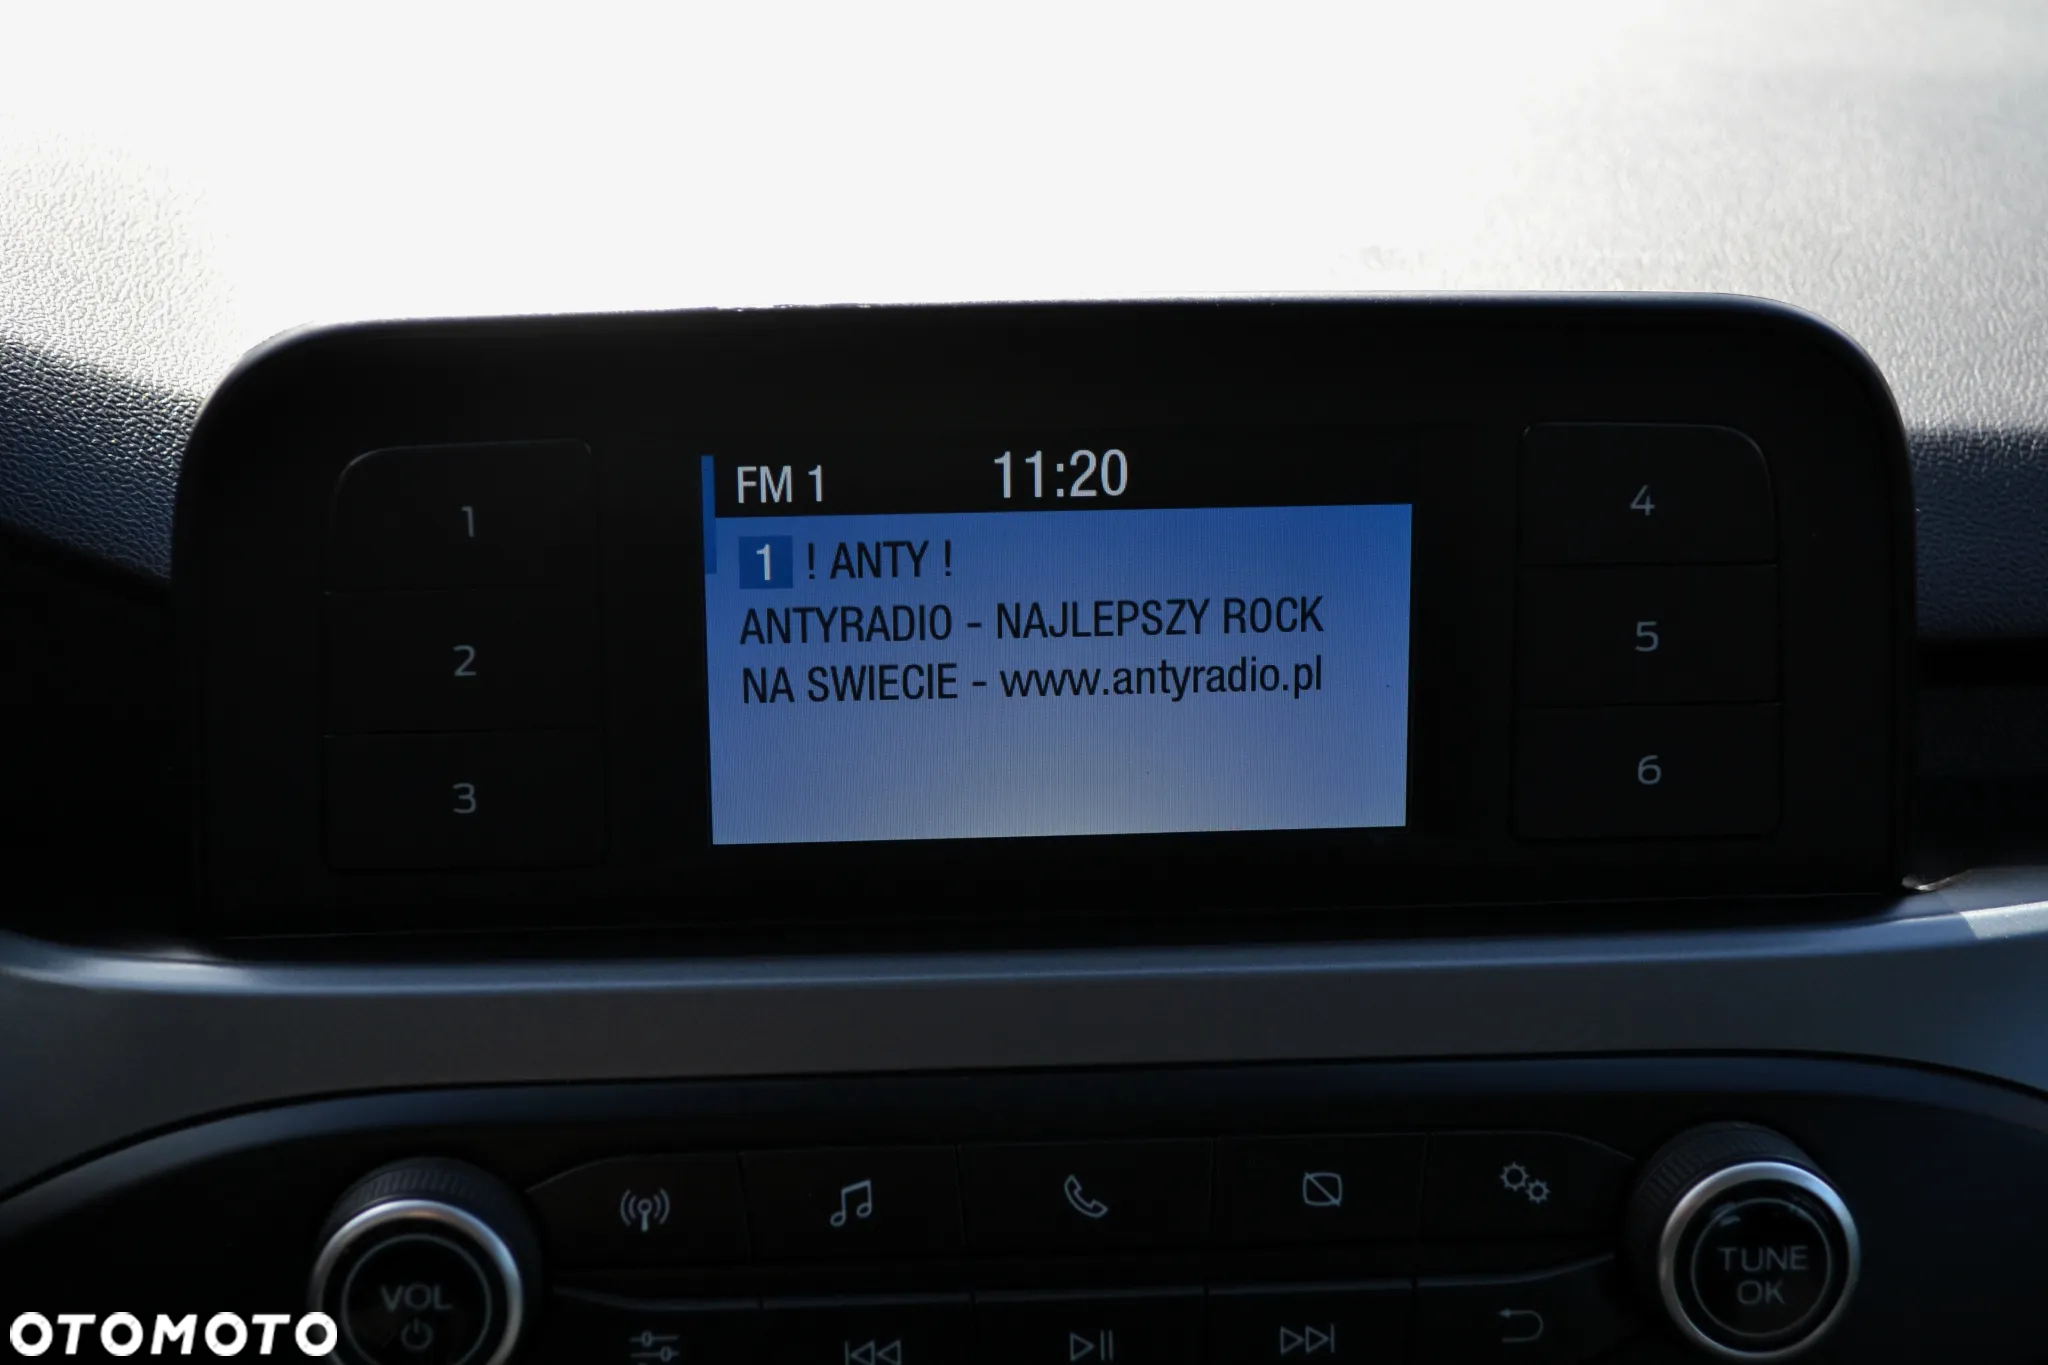 FM 1 11:20
1 ! ANTY !
ANTYRADIO - NAJLEPSZY ROCK
NA SWIECIE - www.antyradio.pl
1
2
3
4
5
6
VOL
TUNE
OK
OTOMOTO